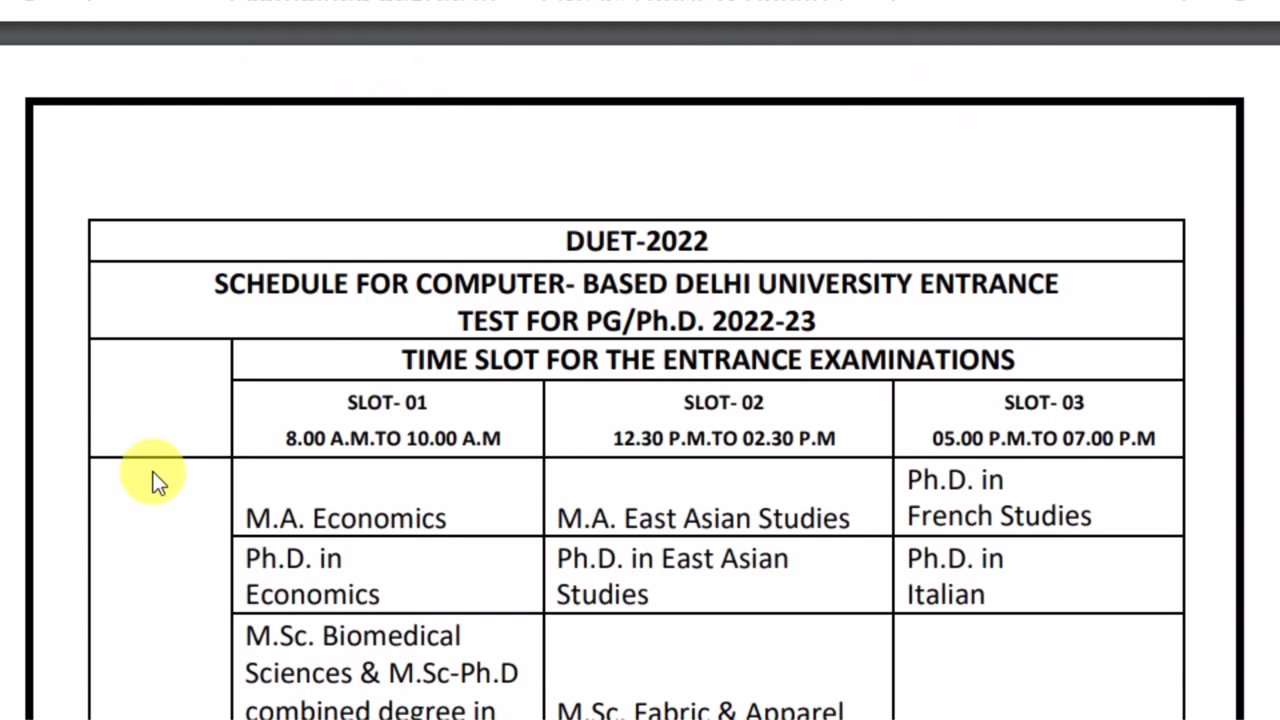 DUET-2022
SCHEDULE FOR COMPUTER- BASED DELHI UNIVERSITY ENTRANCE
TEST FOR PG/Ph.D. 2022-23
TIME SLOT FOR THE ENTRANCE EXAMINATIONS
SLOT- 01
8.00 A.M.TO 10.00 A.M
SLOT- 02
12.30 P.M.TO 02.30 P.M
SLOT- 03
05.00 P.M.TO 07.00 P.M
M.A. Economics
M.A. East Asian Studies
Ph.D. in
French Studies
Ph.D. in
Economics
Ph.D. in East Asian
Studies
Ph.D. in
Italian
M.Sc. Biomedical
Sciences & M.Sc-Ph.D
combined degree in
M.Sc. Fabric & Apparel